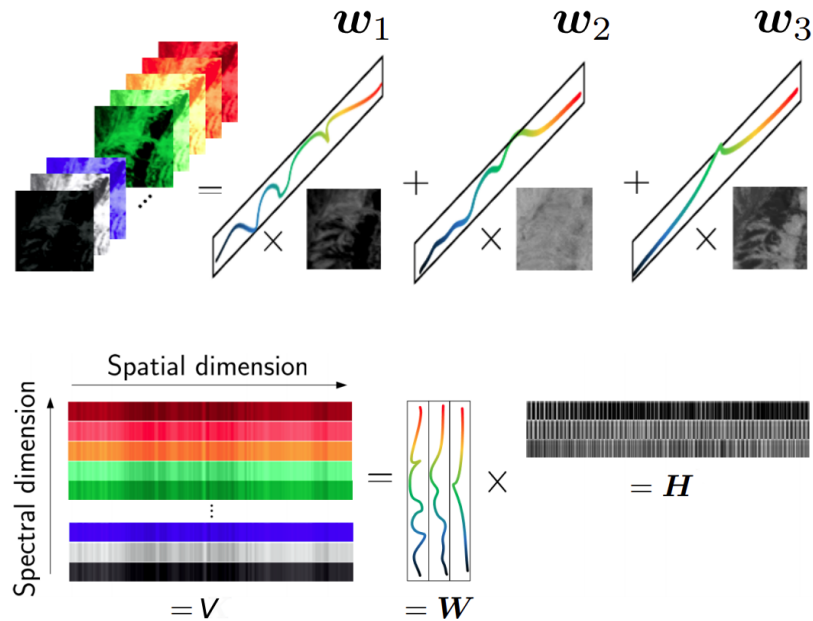 w1 w2 w3
= × + × + ×
Spatial dimension
Spectral dimension
= ×
= V = W = H